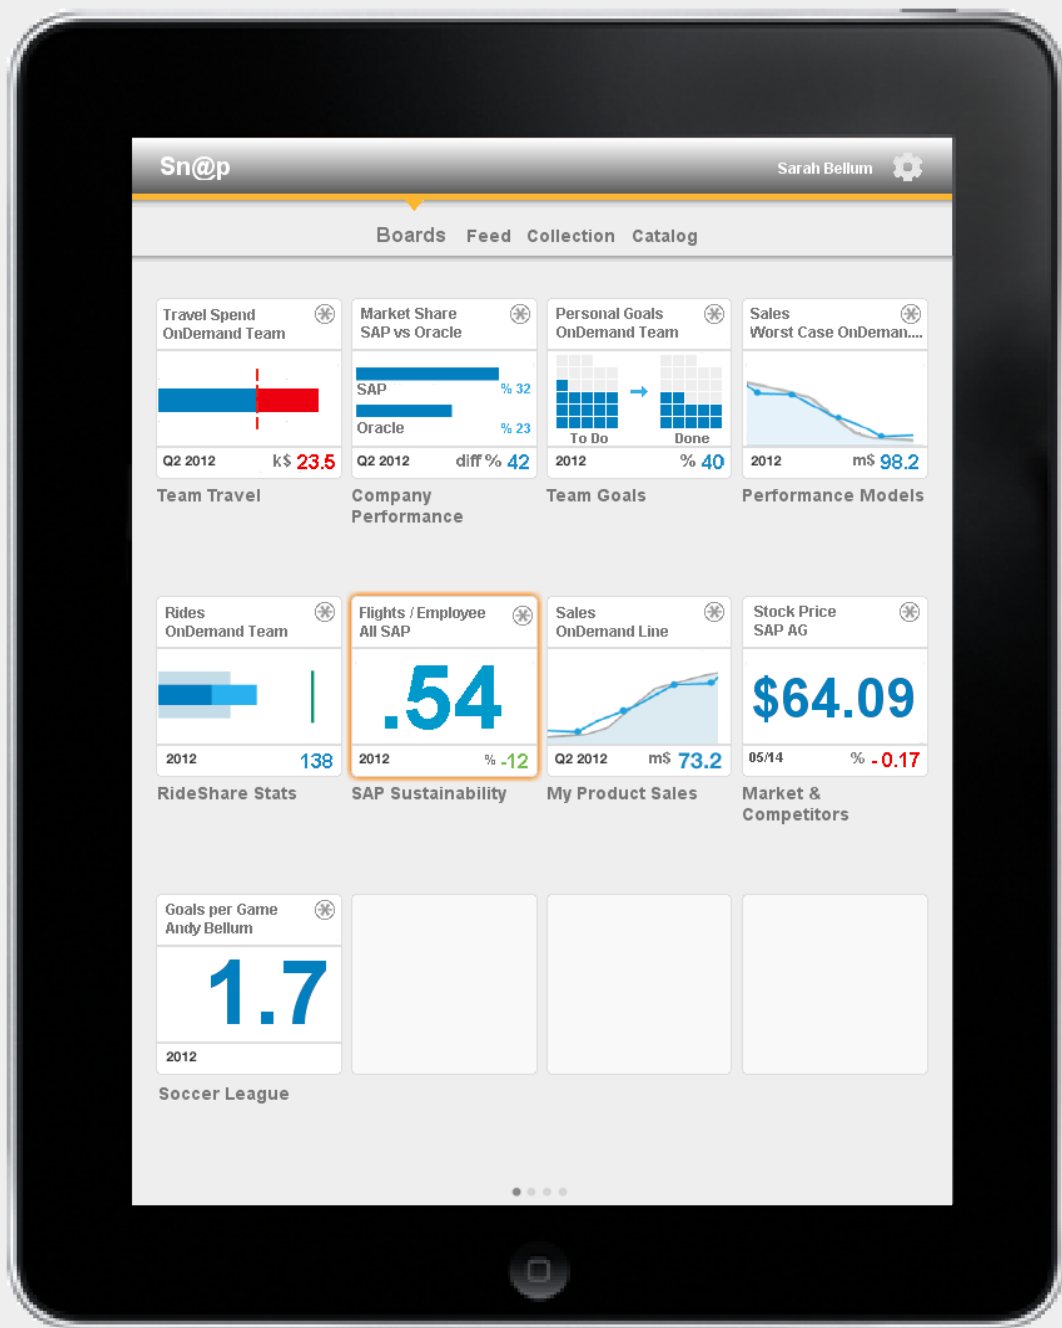 Sn@p
Sarah Bellum
Boards Feed Collection Catalog
Travel Spend
OnDemand Team
Q2 2012 k$ 23.5
Team Travel
Market Share
SAP vs Oracle
SAP % 32
Oracle % 23
Q2 2012 diff % 42
Company
Performance
Personal Goals
OnDemand Team
To Do Done
2012 % 40
Team Goals
Sales
Worst Case OnDeman....
2012 m$ 98.2
Performance Models
Rides
OnDemand Team
2012 138
RideShare Stats
Flights / Employee
All SAP
.54
2012 % -12
SAP Sustainability
Sales
OnDemand Line
Q2 2012 m$ 73.2
My Product Sales
Stock Price
SAP AG
$64.09
05/14 % - 0.17
Market &
Competitors
Goals per Game
Andy Bellum
1.7
2012
Soccer League